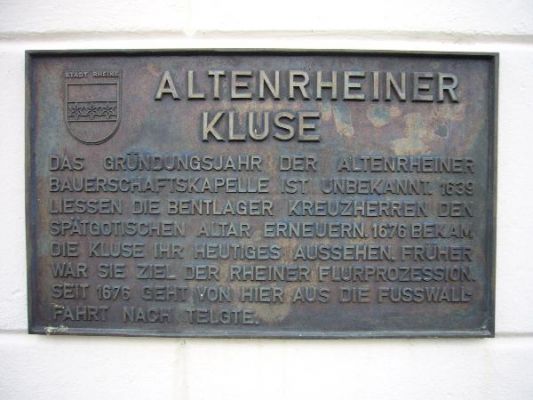 STADT RHEINE
ALTENRHEINER
KLUSE
DAS GRÜNDUNGSJAHR DER ALTENRHEINER
BAUERSCHAFTSKAPELLE IST UNBEKANNT. 1639
LIESSEN DIE BENTLAGER KREUZHERREN DEN
SPÄTGOTISCHEN ALTAR ERNEUERN. 1676 BEKAM
DIE KLUSE IHR HEUTIGES AUSSEHEN. FRÜHER
WAR SIE ZIEL DER RHEINER FLURPROZESSION.
SEIT 1676 GEHT VON HIER AUS DIE FUSSWALL-
FAHRT NACH TELGTE.